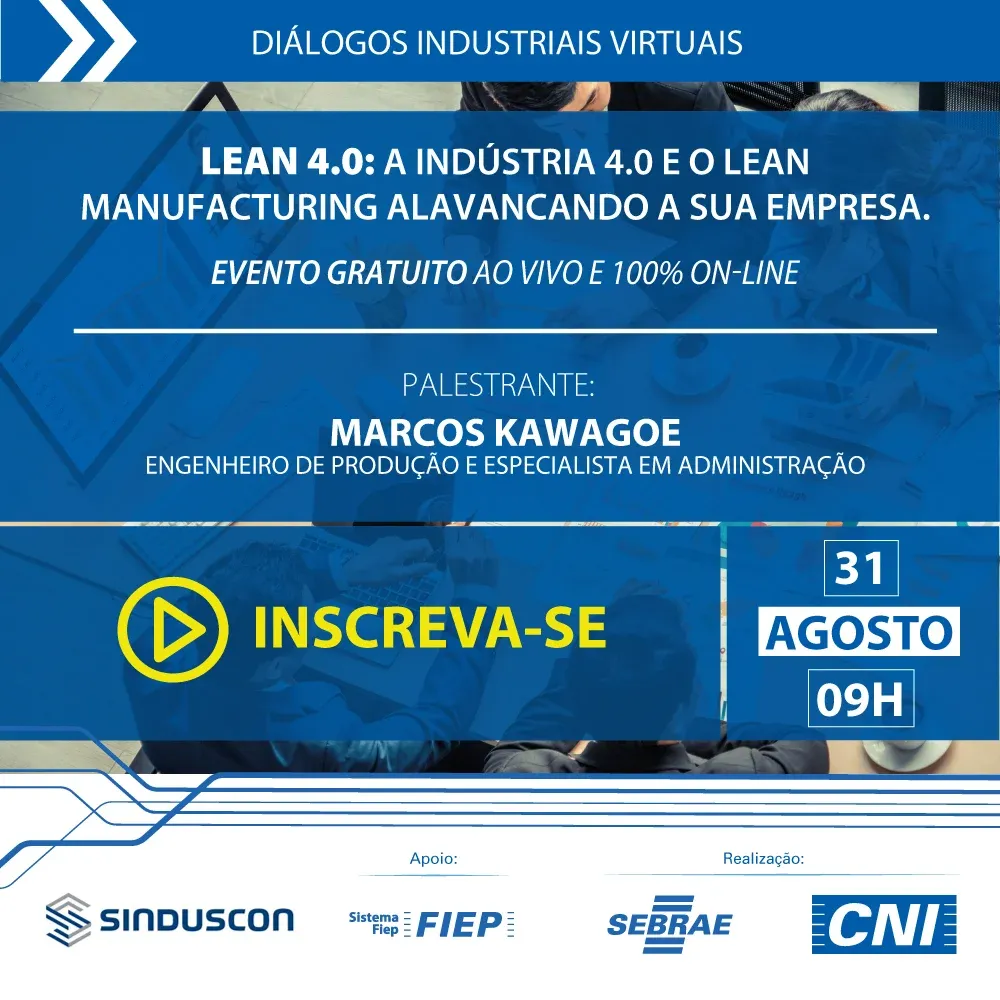 DIÁLOGOS INDUSTRIAIS VIRTUAIS
LEAN 4.0: A INDÚSTRIA 4.0 E O LEAN
MANUFACTURING ALAVANCANDO A SUA EMPRESA.
EVENTO GRATUITO AO VIVO E 100% ON-LINE
PALESTRANTE:
MARCOS KAWAGOE
ENGENHEIRO DE PRODUÇÃO E ESPECIALISTA EM ADMINISTRAÇÃO
INSCREVA-SE
31
AGOSTO
09H
Apoio:
Realização:
SINDUSCON
Sistema
Fiep
FIEP
SEBRAE
CNI